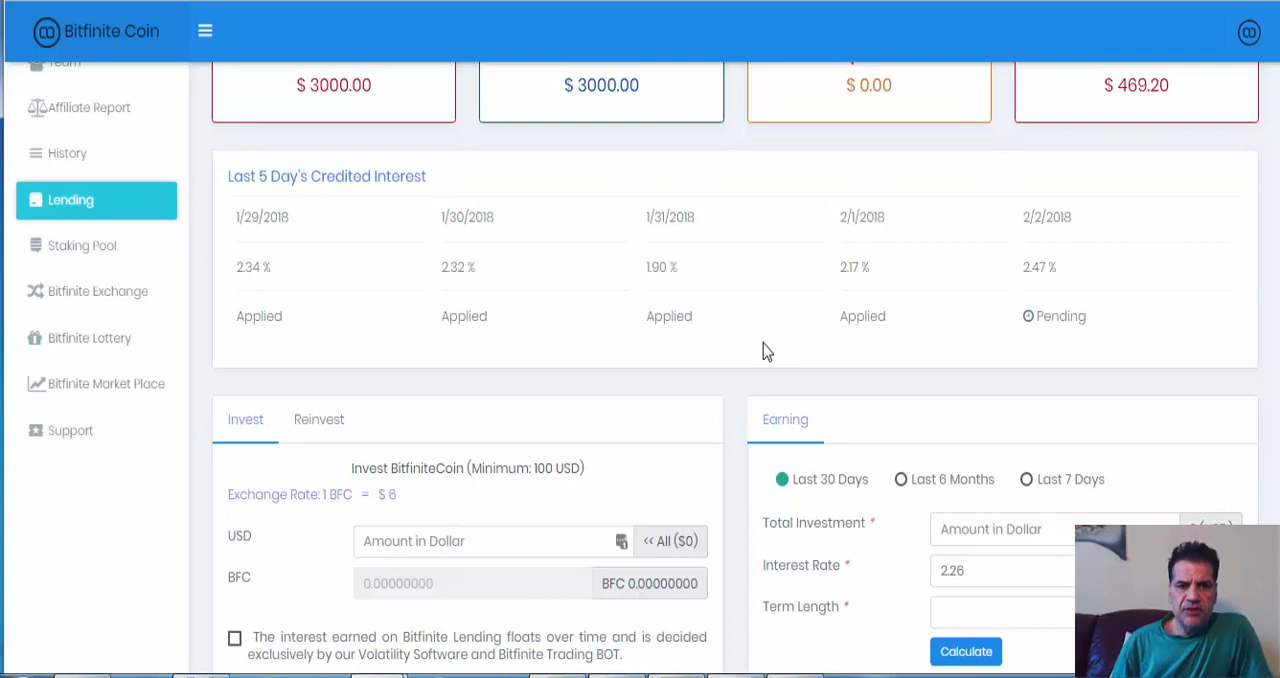 Bitfinite Coin
Team
Affiliate Report
History
Lending
Staking Pool
Bitfinite Exchange
Bitfinite Lottery
Bitfinite Market Place
Support
$ 3000.00
$ 3000.00
$ 0.00
$ 469.20
Last 5 Day's Credited Interest
1/29/2018 1/30/2018 1/31/2018 2/1/2018 2/2/2018
2.34 % 2.32 % 1.90 % 2.17 % 2.47 %
Applied Applied Applied Applied Pending
Invest Reinvest
Invest BitfiniteCoin (Minimum: 100 USD)
Exchange Rate: 1 BFC = $ 6
USD Amount in Dollar << All ($0)
BFC 0.00000000 BFC 0.00000000
The interest earned on Bitfinite Lending floats over time and is decided
exclusively by our Volatility Software and Bitfinite Trading BOT.
Earning
Last 30 Days Last 6 Months Last 7 Days
Total Investment * Amount in Dollar
Interest Rate * 2.26
Term Length *
Calculate